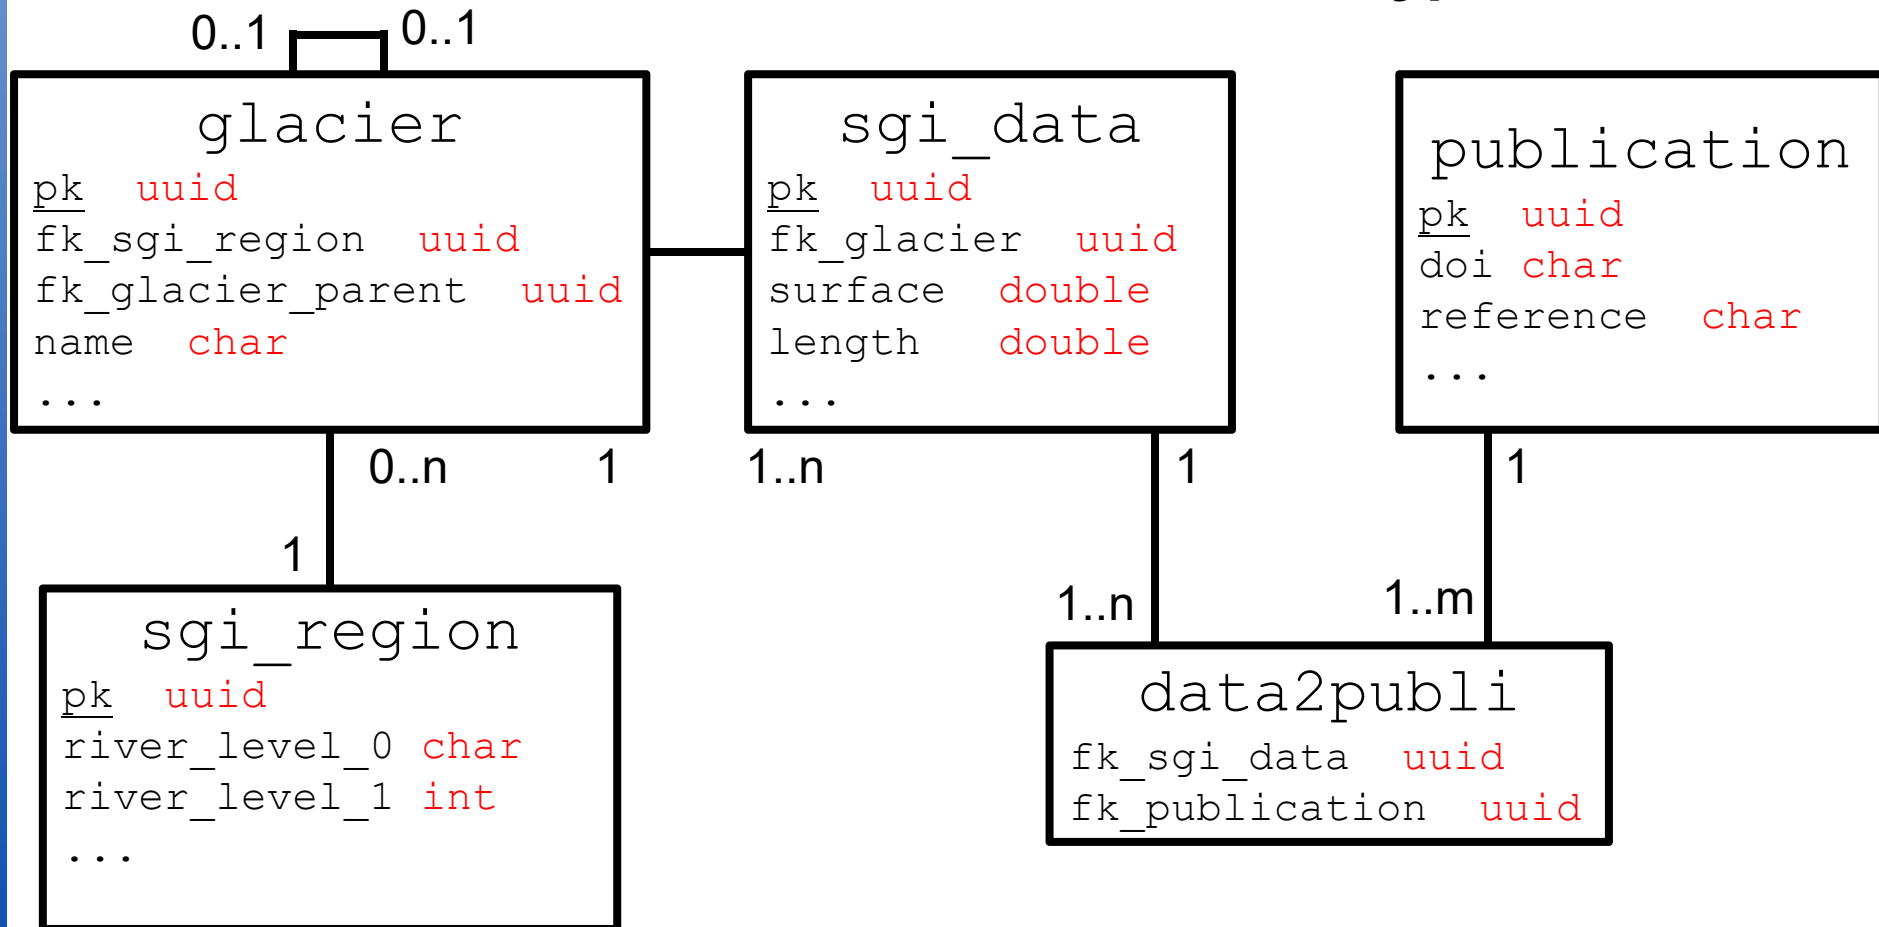 0..1 0..1
glacier
pk uuid
fk_sgi_region uuid
fk_glacier_parent uuid
name char
...
sgi_data
pk uuid
fk_glacier uuid
surface double
length double
...
publication
pk uuid
doi char
reference char
...
0..n 1 1..n 1 1
1
1..n 1..m
sgi_region
pk uuid
river_level_0 char
river_level_1 int
...
data2publi
fk_sgi_data uuid
fk_publication uuid